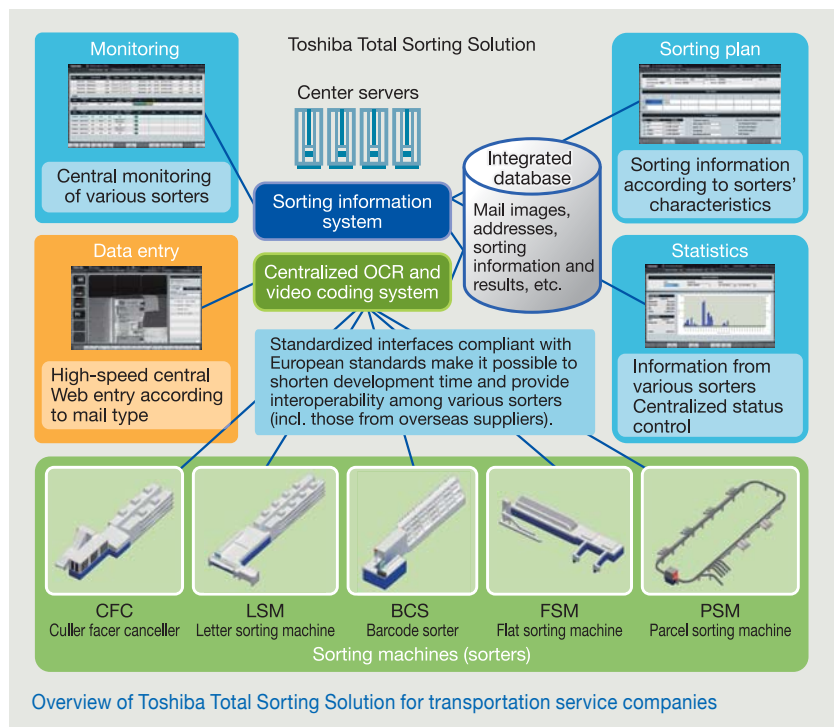 Toshiba Total Sorting Solution
Monitoring
Central monitoring
of various sorters
Center servers
Sorting information
system
Centralized OCR and
video coding system
Integrated
database
Mail images,
addresses,
sorting
information and
results, etc.
Sorting plan
Sorting information
according to sorters'
characteristics
Data entry
High-speed central
Web entry according
to mail type
Statistics
Information from
various sorters
Centralized status
control
Standardized interfaces compliant with
European standards make it possible to
shorten development time and provide
interoperability among various sorters
(incl. those from overseas suppliers).
CFC
Culler facer canceller
LSM
Letter sorting machine
BCS
Barcode sorter
FSM
Flat sorting machine
PSM
Parcel sorting machine
Sorting machines (sorters)
Overview of Toshiba Total Sorting Solution for transportation service companies